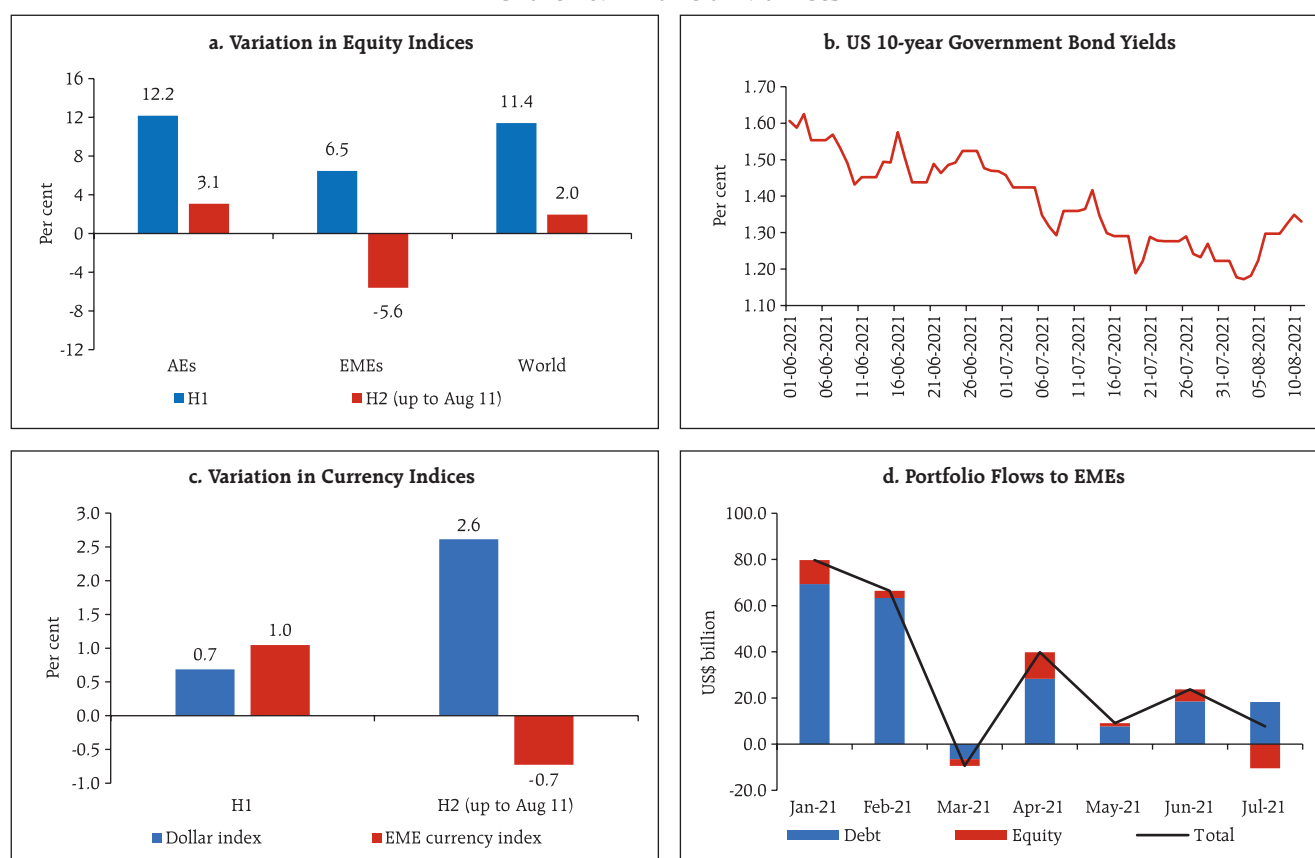 a. Variation in Equity Indices
16
12
8
4
0
-4
-8
-12
Per cent
12.2
3.1
6.5
-5.6
11.4
2.0
AEs
EMEs
World
H1
H2 (up to Aug 11)
b. US 10-year Government Bond Yields
1.70
1.60
1.50
1.40
1.30
1.20
1.10
Per cent
01-06-2021
06-06-2021
11-06-2021
16-06-2021
21-06-2021
26-06-2021
01-07-2021
06-07-2021
11-07-2021
16-07-2021
21-07-2021
26-07-2021
31-07-2021
05-08-2021
10-08-2021
c. Variation in Currency Indices
3.0
2.5
2.0
1.5
1.0
0.5
0.0
-0.5
-1.0
Per cent
0.7
1.0
2.6
-0.7
H1
H2 (up to Aug 11)
Dollar index
EME currency index
d. Portfolio Flows to EMEs
100.0
80.0
60.0
40.0
20.0
0.0
-20.0
US$ billion
Jan-21
Feb-21
Mar-21
Apr-21
May-21
Jun-21
Jul-21
Debt
Equity
Total